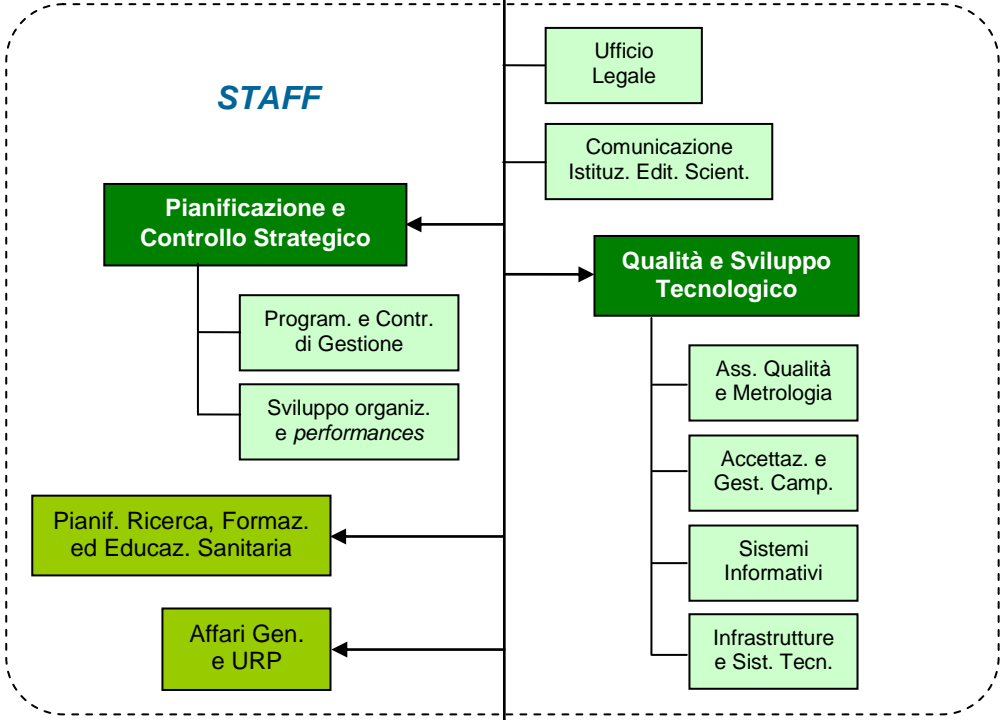 STAFF
Ufficio
Legale
Comunicazione
Istituz. Edit. Scient.
Pianificazione e
Controllo Strategico
Program. e Contr.
di Gestione
Sviluppo organiz.
e performances
Qualità e Sviluppo
Tecnologico
Ass. Qualità
e Metrologia
Accettaz. e
Gest. Camp.
Sistemi
Informativi
Infrastrutture
e Sist. Tecn.
Pianif. Ricerca, Formaz.
ed Educaz. Sanitaria
Affari Gen.
e URP